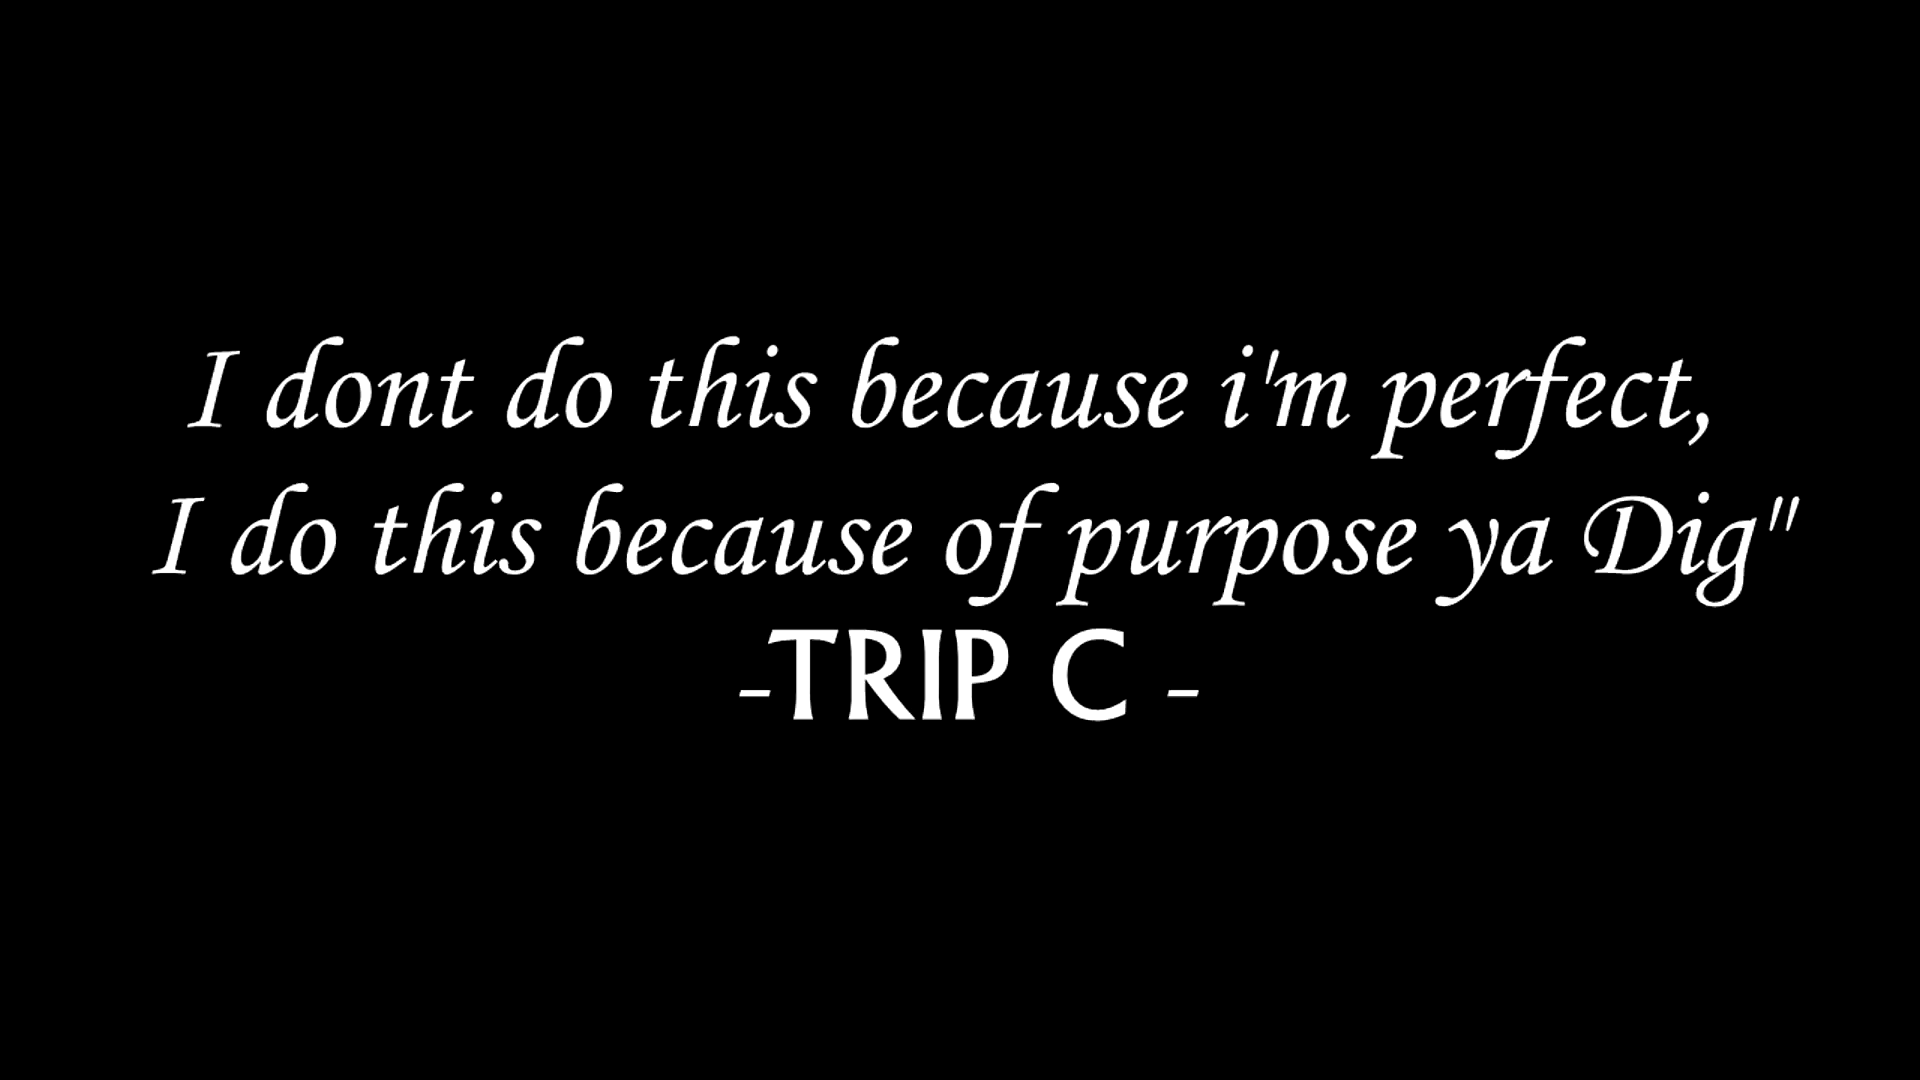 I dont do this because i'm perfect,
I do this because of purpose ya Dig"
-TRIP C -